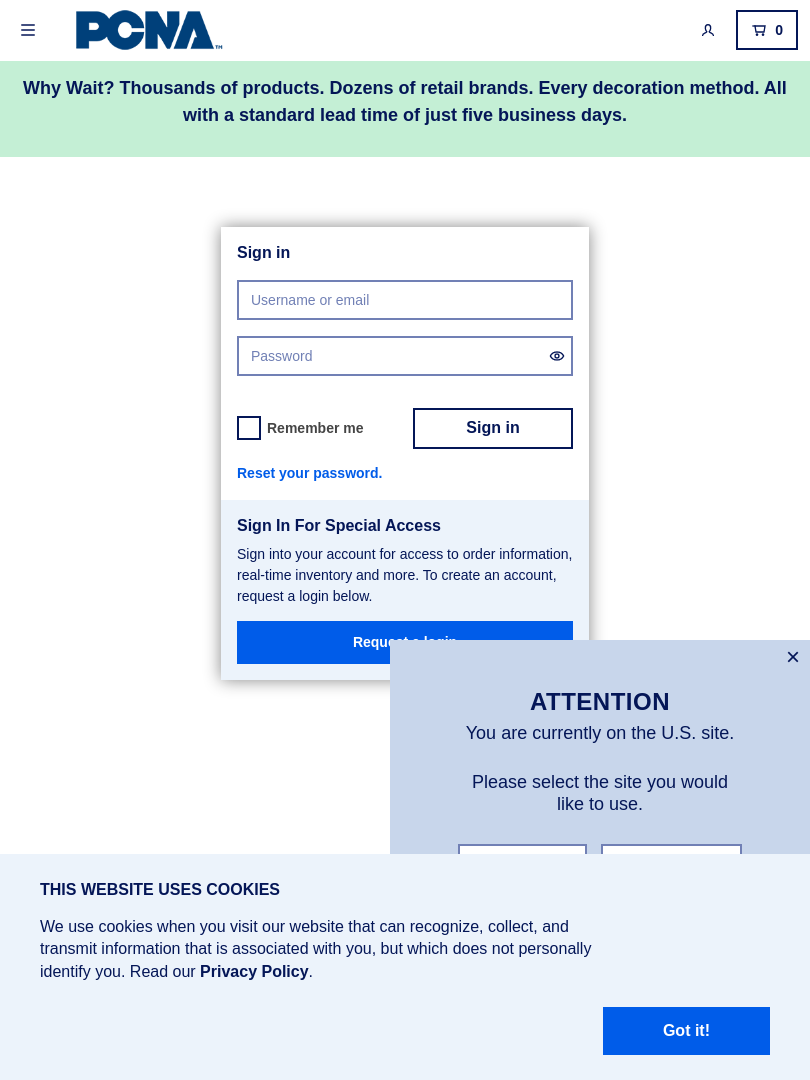 PCNA™
0
Why Wait? Thousands of products. Dozens of retail brands. Every decoration method. All
with a standard lead time of just five business days.
Sign in
Username or email
Password
Remember me
Sign in
Reset your password.
Sign In For Special Access
Sign into your account for access to order information,
real-time inventory and more. To create an account,
request a login below.
Request a login
ATTENTION
You are currently on the U.S. site.
Please select the site you would
like to use.
THIS WEBSITE USES COOKIES
We use cookies when you visit our website that can recognize, collect, and
transmit information that is associated with you, but which does not personally
identify you. Read our Privacy Policy.
Got it!